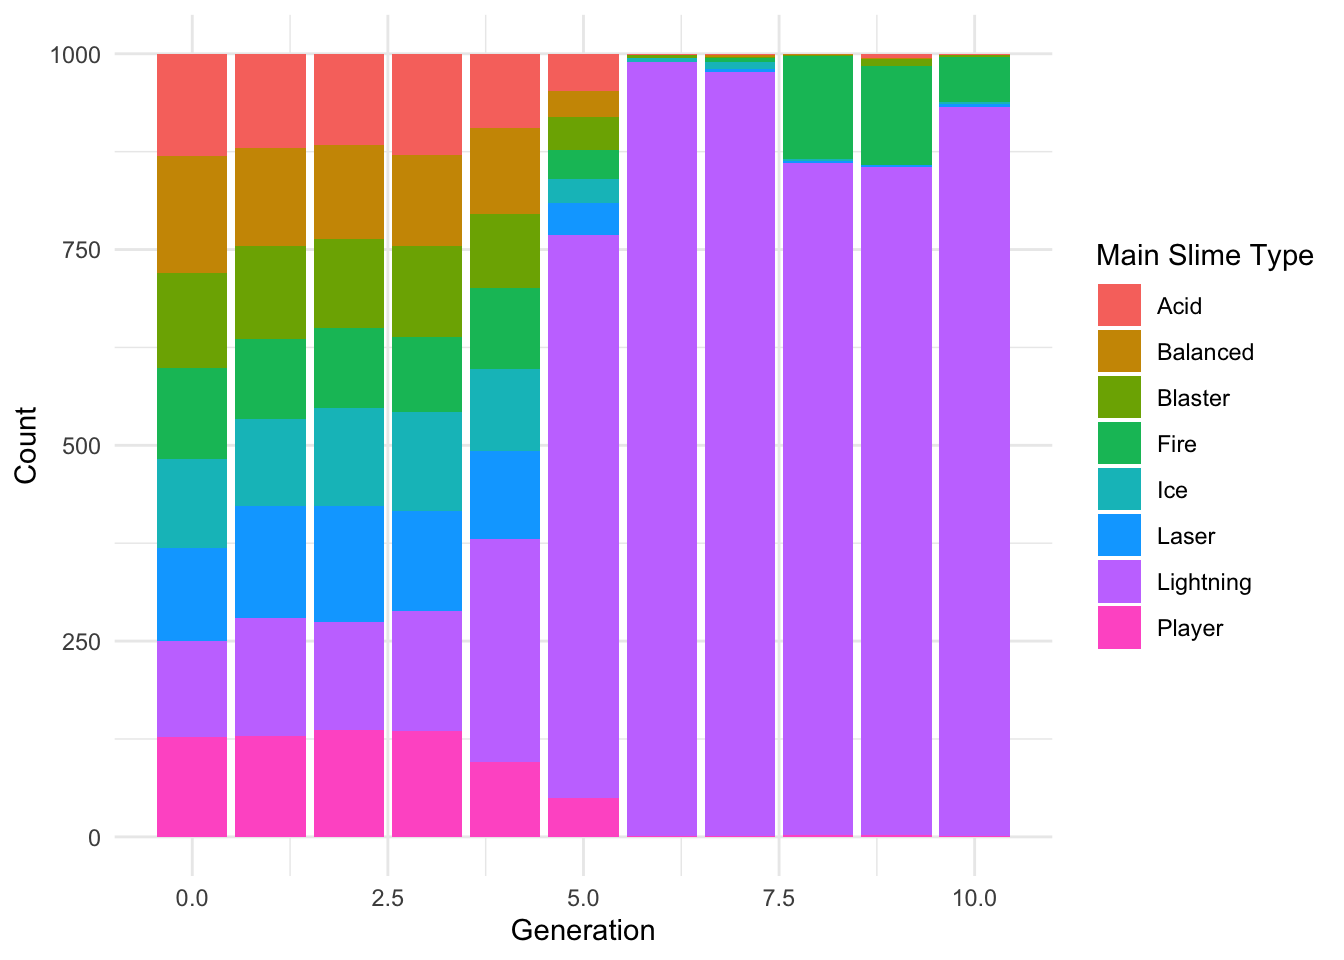 1000
750
500
250
0
Count
0.0 2.5 5.0 7.5 10.0
Generation
Main Slime Type
Acid
Balanced
Blaster
Fire
Ice
Laser
Lightning
Player